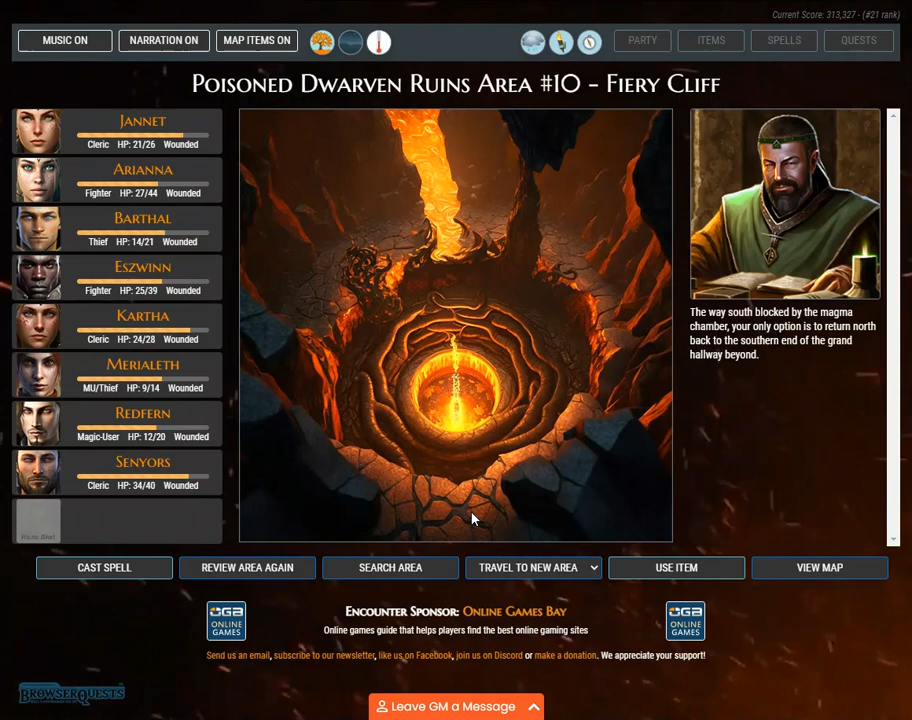 Current Score: 313,327 - (#21 rank)
MUSIC ON
NARRATION ON
MAP ITEMS ON
PARTY
ITEMS
SPELLS
QUESTS
Poisoned Dwarven Ruins Area #10 - Fiery Cliff
Jannet
Cleric HP: 21/26 Wounded
Arianna
Fighter HP: 27/44 Wounded
Barthal
Thief HP: 14/21 Wounded
Eszwinn
Fighter HP: 25/39 Wounded
Kartha
Cleric HP: 24/28 Wounded
Merialeth
MU/Thief HP: 9/14 Wounded
Redfern
Magic-User HP: 12/20 Wounded
Senyors
Cleric HP: 34/40 Wounded
The way south blocked by the magma
chamber, your only option is to return north
back to the southern end of the grand
hallway beyond.
CAST SPELL
REVIEW AREA AGAIN
SEARCH AREA
TRAVEL TO NEW AREA
USE ITEM
VIEW MAP
OGA
ONLINE
GAMES
Encounter Sponsor: Online Games Bay
Online games guide that helps players find the best online gaming sites
OGA
ONLINE
GAMES
Send us an email, subscribe to our newsletter, like us on Facebook, join us on Discord or make a donation. We appreciate your support!
BrowserQuests
Leave GM a Message